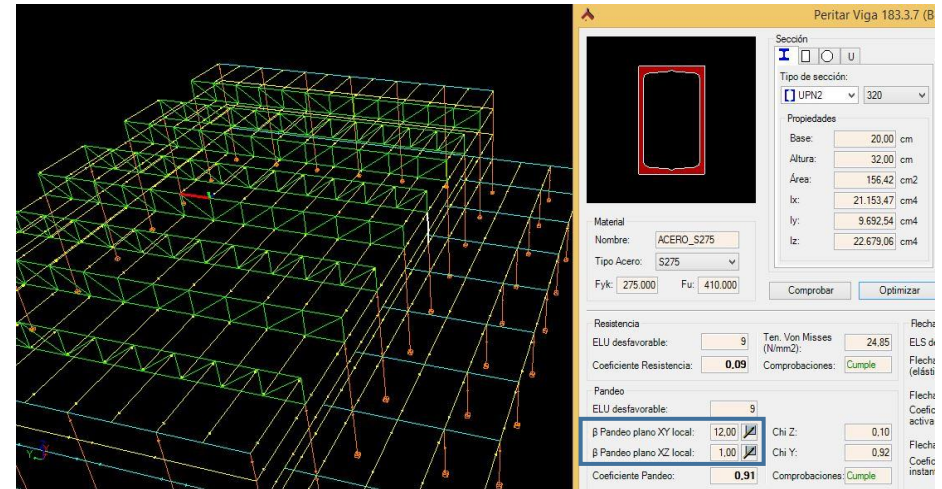 Peritar Viga 183.3.7 (B
Sección
U
Tipo de sección:
UPN2 320
Propiedades
Base: 20,00 cm
Altura: 32,00 cm
Área: 156,42 cm2
Ix: 21.153,47 cm4
Iy: 9.692,54 cm4
Iz: 22.679,06 cm4
Material
Nombre: ACERO_S275
Tipo Acero: S275
Fyk: 275.000 Fu: 410.000
Comprobar Optimizar
Resistencia
ELU desfavorable: 9
Ten. Von Misses
(N/mm2): 24,85
Coeficiente Resistencia: 0,09 Comprobaciones: Cumple
Flecha
ELS de
Flecha
(elásti
Flecha
Coefic
activa
Flecha
Coefic
instant
Pandeo
ELU desfavorable: 9
β Pandeo plano XY local: 12,00 Chi Z: 0,10
β Pandeo plano XZ local: 1,00 Chi Y: 0,92
Coeficiente Pandeo: 0,91 Comprobaciones: Cumple